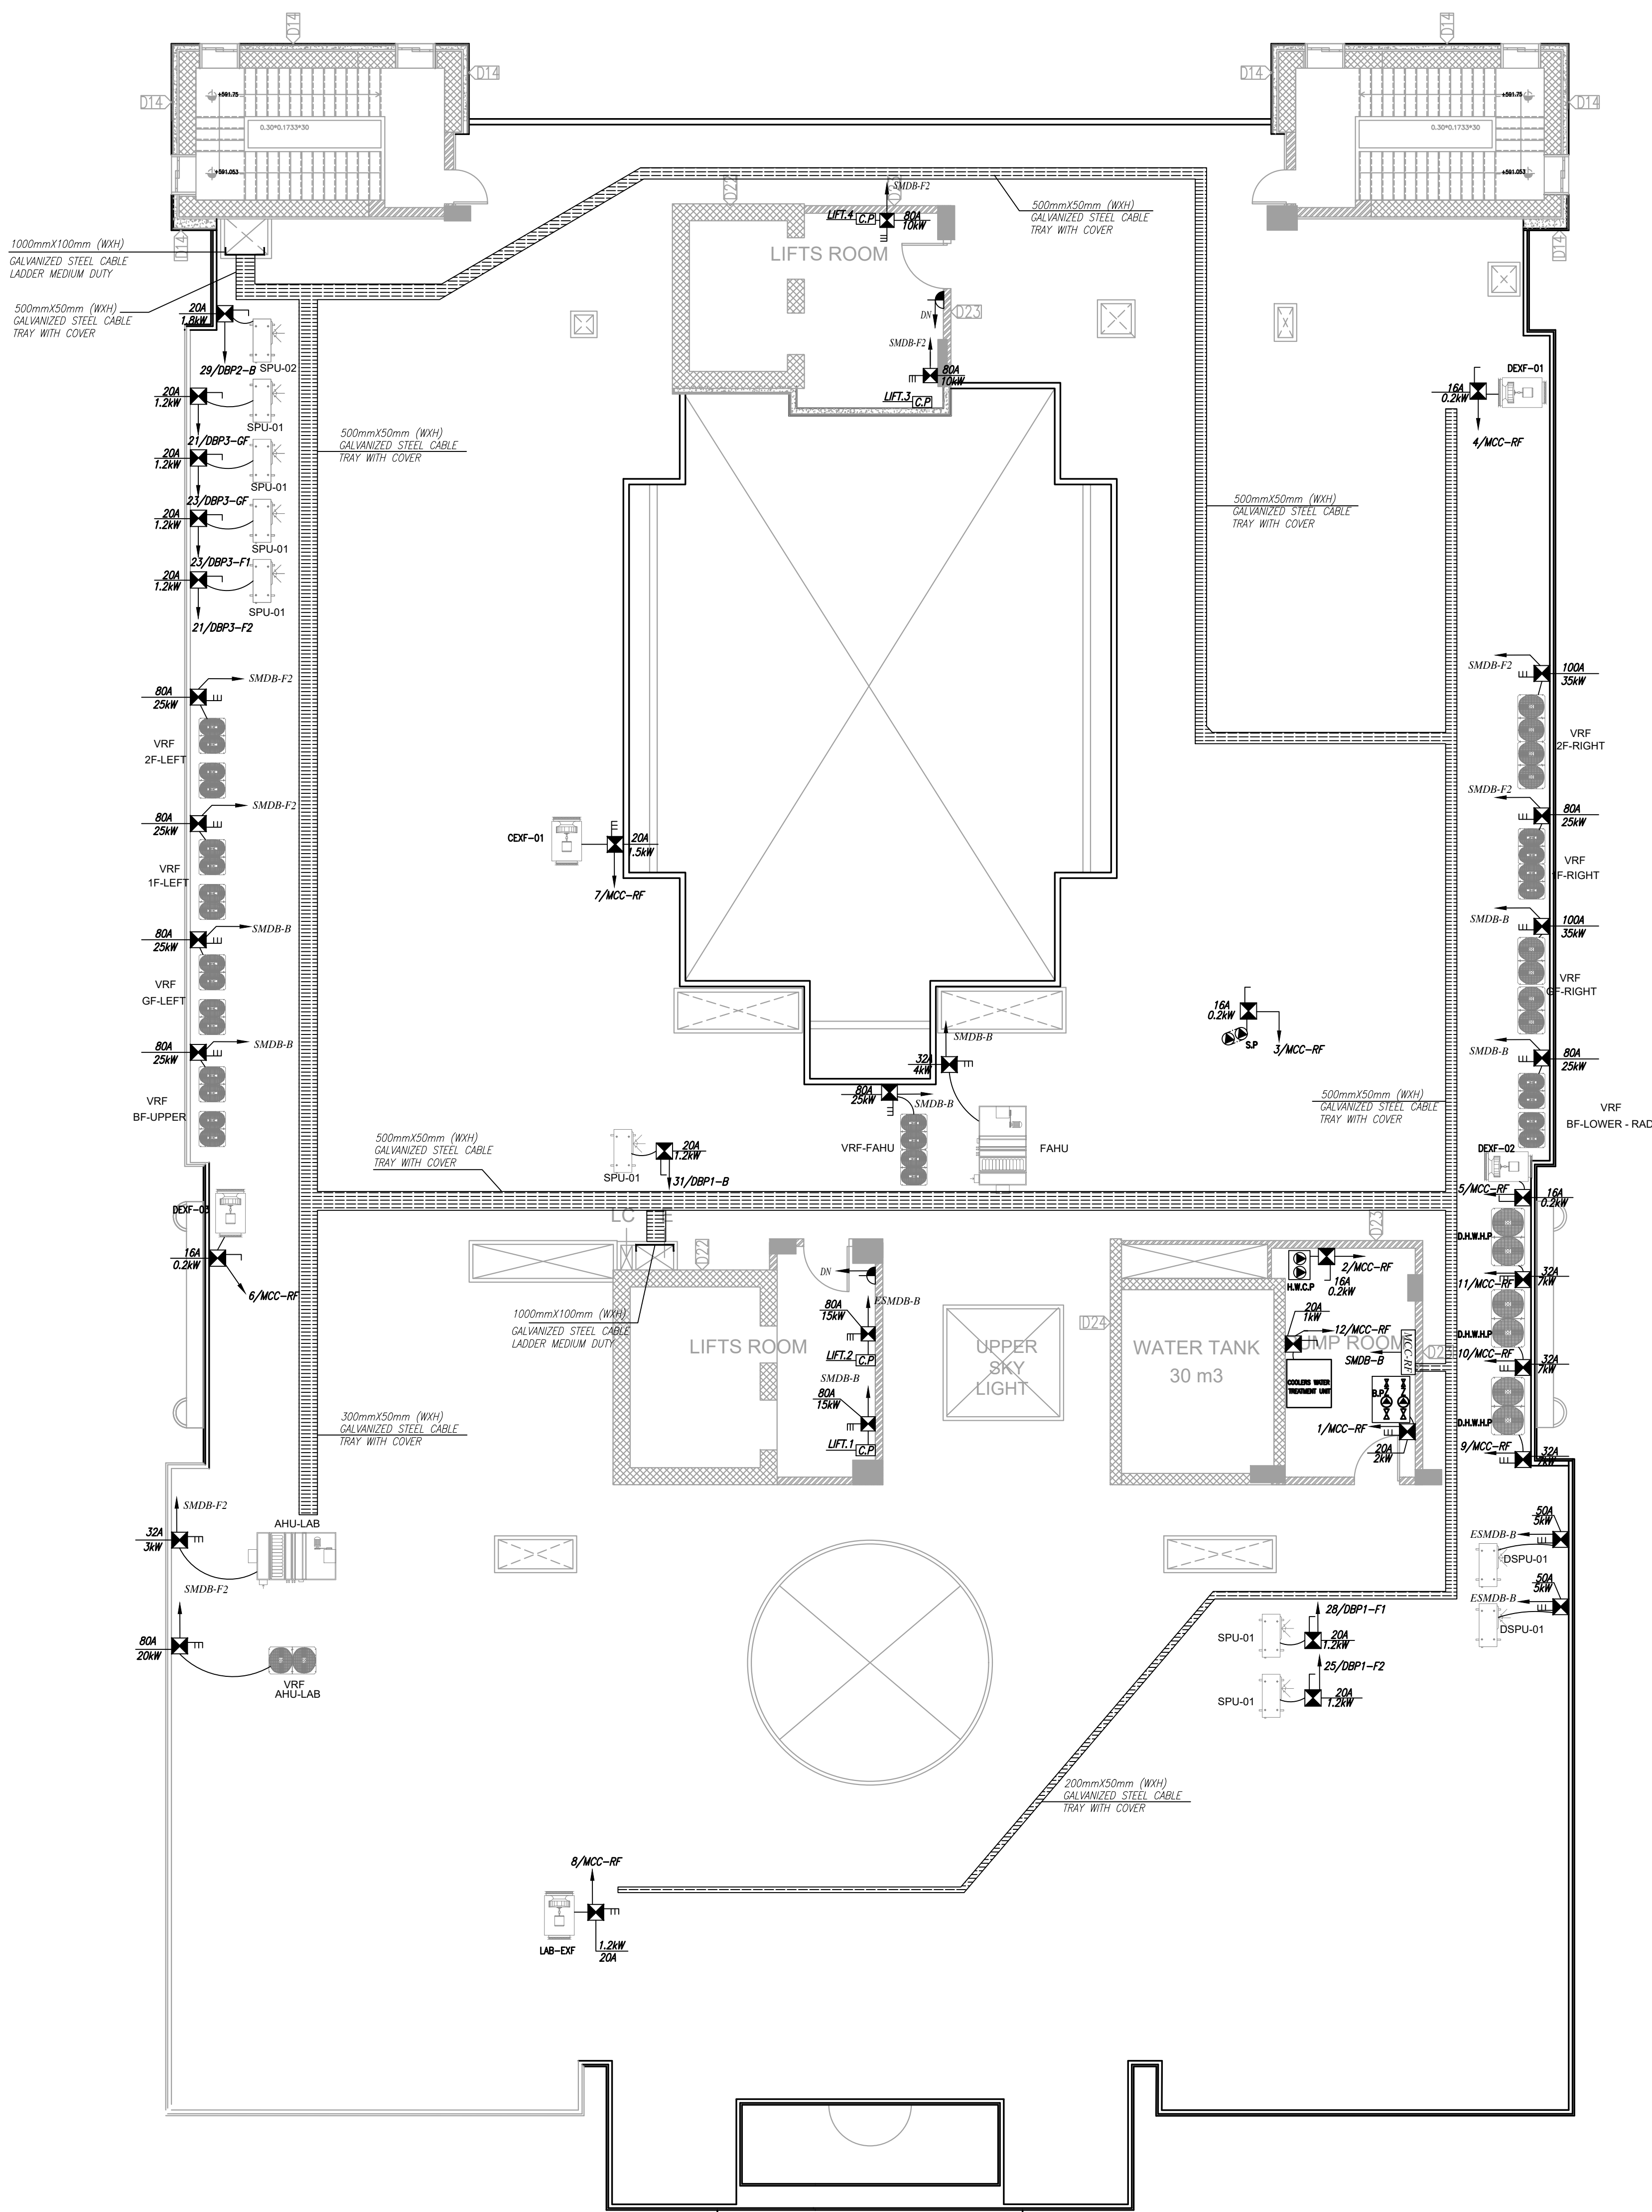 D14
D14
D14
D14
D14
D14
+591.75
+591.75
0.30*0.1733*30
0.30*0.1733*30
+591.053
+591.053
D22
SMDB-F2
LIFT.4
C.P
80A
10kW
500mmX50mm (WXH)
GALVANIZED STEEL CABLE
TRAY WITH COVER
D14
D14
1000mmX100mm (WXH)
GALVANIZED STEEL CABLE
LADDER MEDIUM DUTY
LIFTS ROOM
500mmX50mm (WXH)
GALVANIZED STEEL CABLE
TRAY WITH COVER
20A
1.8kW
DN
D23
SMDB-F2
29/DBP2-B
SPU-02
80A
10kW
LIFT.3
C.P
DEXF-01
16A
0.2kW
4/MCC-RF
20A
1.2kW
SPU-01
21/DBP3-GF
500mmX50mm (WXH)
GALVANIZED STEEL CABLE
TRAY WITH COVER
20A
1.2kW
SPU-01
23/DBP3-GF
500mmX50mm (WXH)
GALVANIZED STEEL CABLE
TRAY WITH COVER
20A
1.2kW
SPU-01
23/DBP3-F1
20A
1.2kW
SPU-01
21/DBP3-F2
SMDB-F2
80A
25kW
VRF
2F-LEFT
SMDB-F2
100A
35kW
VRF
2F-RIGHT
SMDB-F2
80A
25kW
VRF
1F-LEFT
SMDB-F2
80A
25kW
VRF
1F-RIGHT
CEXF-01
20A
1.5kW
7/MCC-RF
SMDB-B
80A
25kW
VRF
GF-LEFT
SMDB-B
100A
35kW
VRF
GF-RIGHT
16A
0.2kW
S.P
3/MCC-RF
SMDB-B
80A
25kW
VRF
BF-UPPER
SMDB-B
32A
4kW
80A
25kW
SMDB-B
VRF-FAHU
FAHU
SMDB-B
80A
25kW
VRF
BF-LOWER - RAD
500mmX50mm (WXH)
GALVANIZED STEEL CABLE
TRAY WITH COVER
500mmX50mm (WXH)
GALVANIZED STEEL CABLE
TRAY WITH COVER
20A
1.2kW
SPU-01
31/DBP1-B
DEXF-02
5/MCC-RF
16A
0.2kW
DEXF-03
16A
0.2kW
6/MCC-RF
LC
D22
D23
DN
ESMDB-B
80A
15kW
LIFT.2
C.P
SMDB-B
80A
15kW
LIFT.1
C.P
LIFTS ROOM
1000mmX100mm (WXH)
GALVANIZED STEEL CABLE
LADDER MEDIUM DUTY
UPPER
SKY
LIGHT
D24
WATER TANK
30 m3
H.W.C.P
2/MCC-RF
16A
0.2kW
20A
1kW
12/MCC-RF
PUMP ROOM
SMDB-B
MCC-RF
COOLERS WATER
TREATMENT UNIT
B.P
1/MCC-RF
20A
2kW
D.H.W.H.P
11/MCC-RF
32A
7kW
D.H.W.H.P
10/MCC-RF
32A
7kW
D.H.W.H.P
9/MCC-RF
32A
7kW
300mmX50mm (WXH)
GALVANIZED STEEL CABLE
TRAY WITH COVER
SMDB-F2
AHU-LAB
32A
3kW
SMDB-F2
80A
20kW
VRF
AHU-LAB
50A
5kW
ESMDB-B
DSPU-01
50A
5kW
ESMDB-B
DSPU-01
28/DBP1-F1
SPU-01
20A
1.2kW
25/DBP1-F2
SPU-01
20A
1.2kW
200mmX50mm (WXH)
GALVANIZED STEEL CABLE
TRAY WITH COVER
8/MCC-RF
LAB-EXF
1.2kW
20A